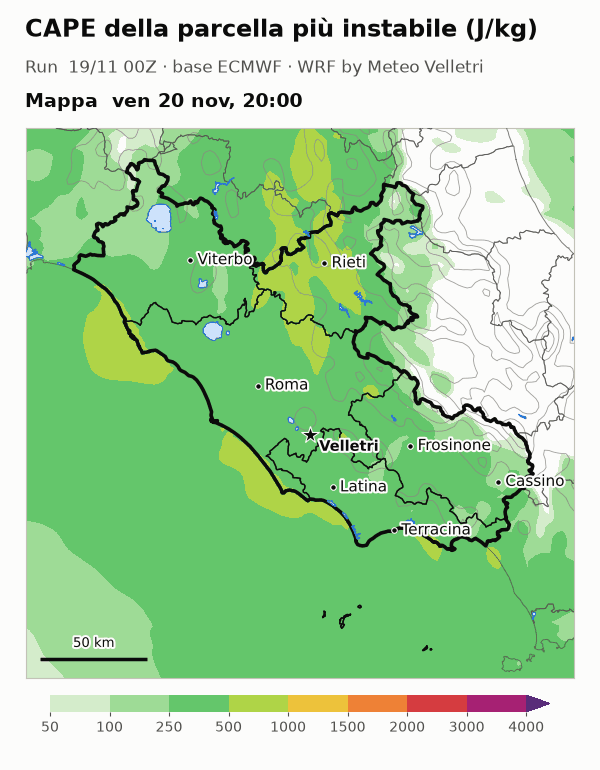 CAPE della parcella più instabile (J/kg)
Run  19/11 00Z · base ECMWF · WRF by Meteo Velletri
Mappa  ven 20 nov, 20:00
Viterbo
Rieti
Roma
Velletri
Frosinone
Latina
Cassino
Terracina
50 km
50 100 250 500 1000 1500 2000 3000 4000